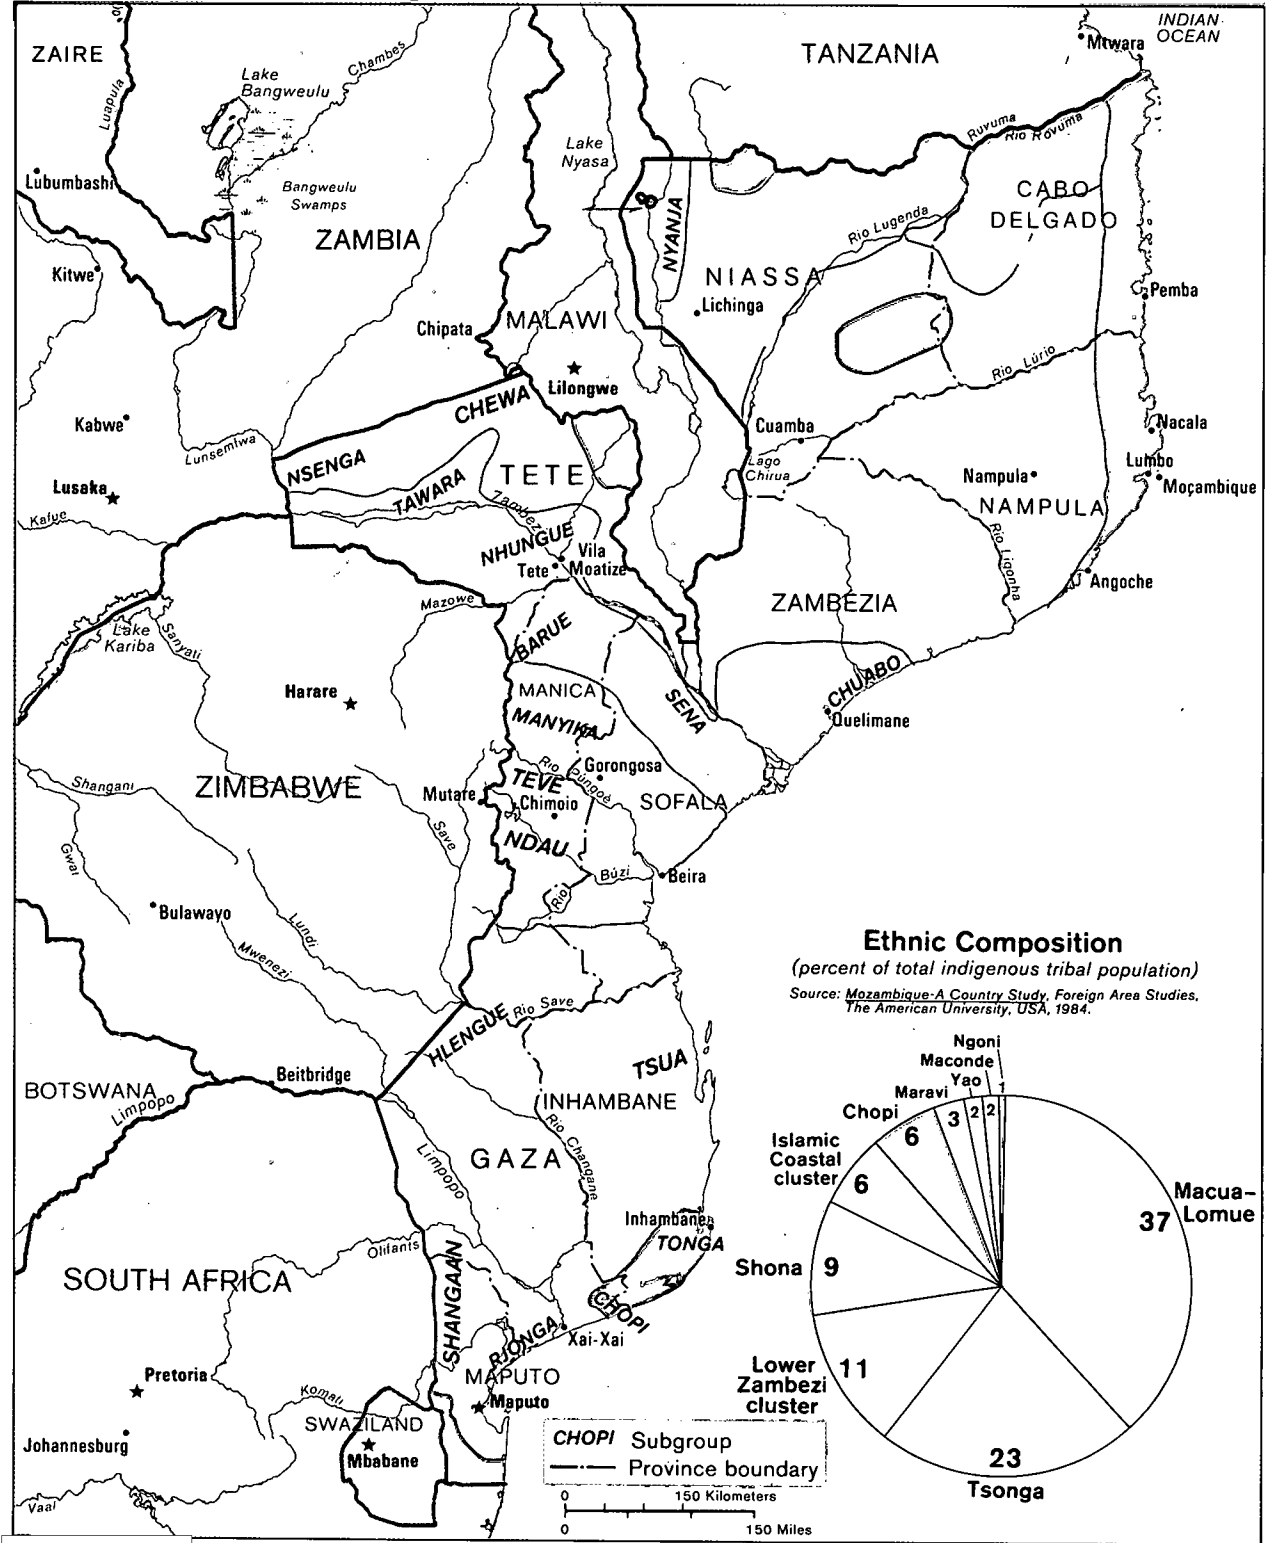 INDIAN
OCEAN
ZAIRE
TANZANIA
Mtwara
Chambes
Lake
Bangweulu
Luapula
Ruvuma
Rio Rovuma
Lake
Nyasa
Lubumbashi
Bangweulu
Swamps
CABO
DELGADO
ZAMBIA
NYANJA
Rio Lugenda
Kitwe
NIASSA
Pemba
Lichinga
Chipata
MALAWI
Rio Lúrio
Lilongwe
CHEWA
Kabwe
Cuamba
Nacala
Lunsemiwa
NSENGA
TETE
Lago
Chirua
Lumbo
Nampula
Moçambique
Lusaka
TAWARA
Zambezi
NAMPULA
Kafue
NHUNGUE
Vila
Moatize
Tete
Rio Ligonha
Angoche
Mazowe
ZAMBEZIA
Lake
Kariba
Sanyati
BARUE
CHUABO
Harare
MANICA
SENA
MANYIKA
Quelimane
Rio Púngoè
Gorongosa
Shangani
ZIMBABWE
TEVE
Mutare
Chimoio
SOFALA
Save
NDAU
Gwai
Búzi
Beira
Rio
Bulawayo
Lundi
Mwenezi
Ethnic Composition
(percent of total indigenous tribal population)
Source: Mozambique-A Country Study, Foreign Area Studies,
The American University, USA, 1984.
HLENGUE
Rio Save
Ngoni
Maconde
Yao
Maravi
Chopi
1
2
2
3
6
TSUA
Beitbridge
BOTSWANA
Limpopo
INHAMBANE
Islamic
Coastal
cluster
6
Rio Changane
GAZA
Limpopo
Macua-
Lomue
37
Inhambane
TONGA
Olifants
Shona 9
SOUTH AFRICA
SHANGAAN
CHOPI
RJONGA
Xai-Xai
Lower
Zambezi
cluster
11
Pretoria
MAPUTO
Komati
Maputo
SWAZILAND
Johannesburg
Mbabane
CHOPI Subgroup
Province boundary
23
Tsonga
0 150 Kilometers
0 150 Miles
Vaal